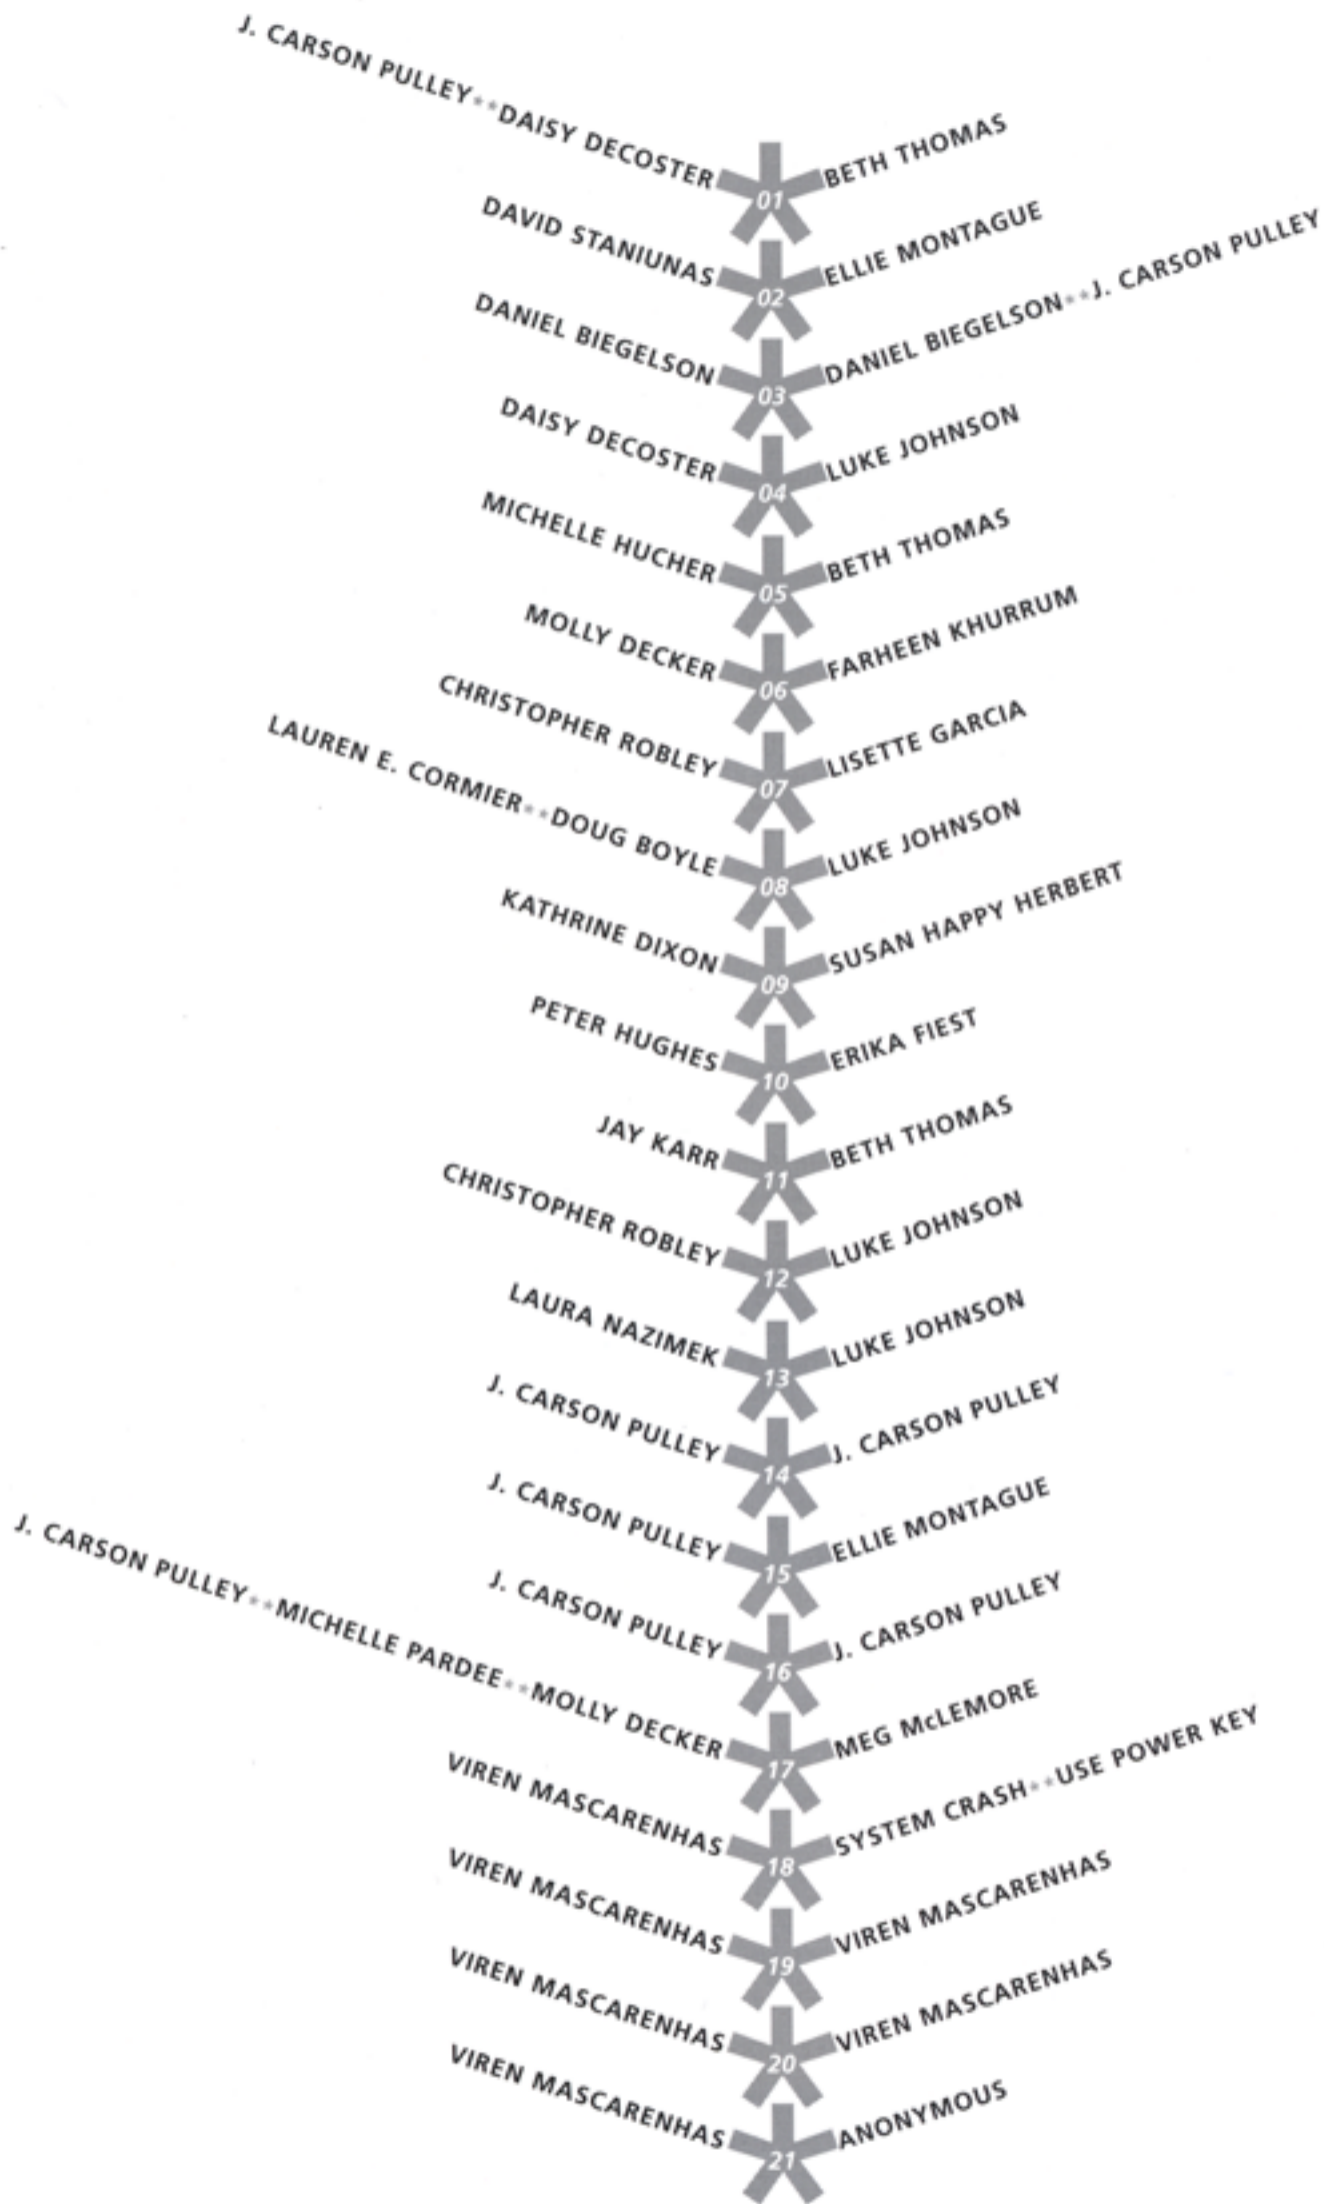 J. CARSON PULLEY**DAISY DECOSTER 01 BETH THOMAS
DAVID STANIUNAS 02 ELLIE MONTAGUE
DANIEL BIEGELSON 03 DANIEL BIEGELSON**J. CARSON PULLEY
DAISY DECOSTER 04 LUKE JOHNSON
MICHELLE HUCHER 05 BETH THOMAS
MOLLY DECKER 06 FARHEEN KHURRUM
CHRISTOPHER ROBLEY 07 LISETTE GARCIA
LAUREN E. CORMIER**DOUG BOYLE 08 LUKE JOHNSON
KATHRINE DIXON 09 SUSAN HAPPY HERBERT
PETER HUGHES 10 ERIKA FIEST
JAY KARR 11 BETH THOMAS
CHRISTOPHER ROBLEY 12 LUKE JOHNSON
LAURA NAZIMEK 13 LUKE JOHNSON
J. CARSON PULLEY 14 J. CARSON PULLEY
J. CARSON PULLEY 15 ELLIE MONTAGUE
J. CARSON PULLEY 16 J. CARSON PULLEY
J. CARSON PULLEY**MICHELLE PARDEE**MOLLY DECKER 17 MEG McLEMORE
VIREN MASCARENHAS 18 SYSTEM CRASH**USE POWER KEY
VIREN MASCARENHAS 19 VIREN MASCARENHAS
VIREN MASCARENHAS 20 VIREN MASCARENHAS
VIREN MASCARENHAS 21 ANONYMOUS